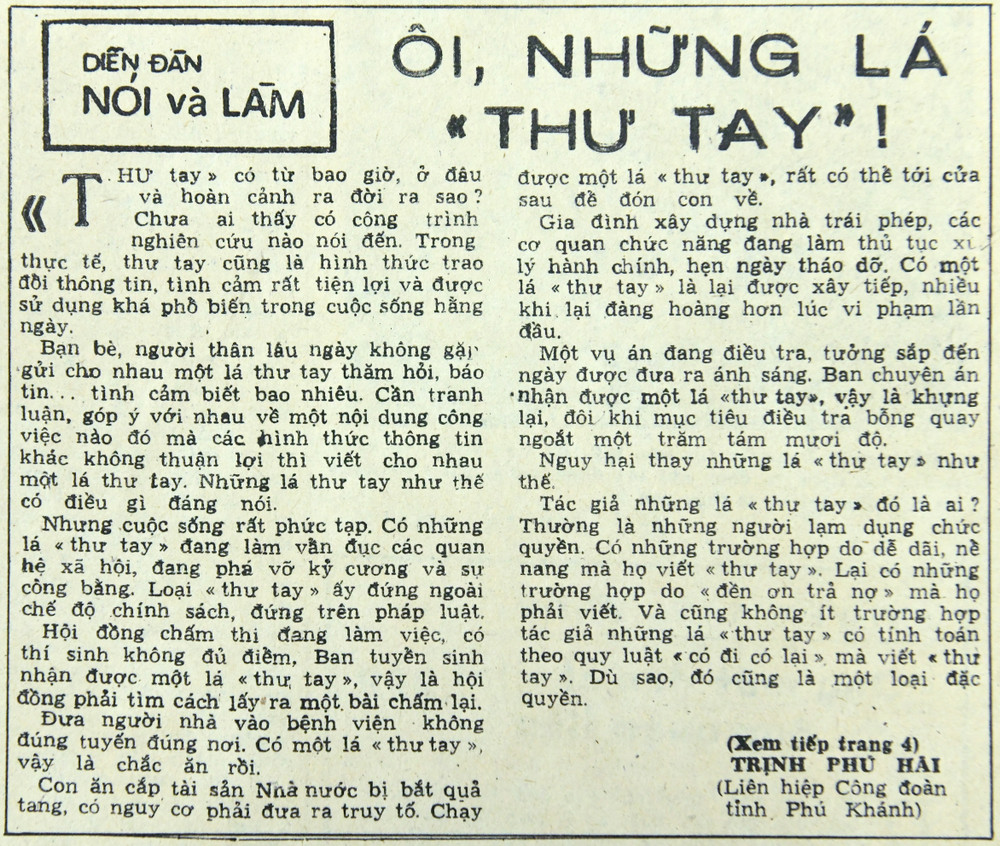 DIỄN ĐÀN
NÓI và LÀM
ÔI, NHỮNG LÁ
«THƯ TAY»!
«THƯ tay» có từ bao giờ, ở đâu
và hoàn cảnh ra đời ra sao?
Chưa ai thấy có công trình
nghiên cứu nào nói đến. Trong
thực tế, thư tay cũng là hình thức trao
đổi thông tin, tình cảm rất tiện lợi và được
sử dụng khá phổ biến trong cuộc sống hằng
ngày.
Bạn bè, người thân lâu ngày không gặp
gửi cho nhau một lá thư tay thăm hỏi, báo
tin... tình cảm biết bao nhiêu. Cần tranh
luận, góp ý với nhau về một nội dung công
việc nào đó mà các hình thức thông tin
khác không thuận lợi thì viết cho nhau
một lá thư tay. Những lá thư tay như thế
có điều gì đáng nói.
Nhưng cuộc sống rất phức tạp. Có những
lá «thư tay» đang làm vẩn đục các quan
hệ xã hội, đang phá vỡ kỷ cương và sự
công bằng. Loại «thư tay» ấy đứng ngoài
chế độ chính sách, đứng trên pháp luật.
Hội đồng chấm thi đang làm việc, có
thí sinh không đủ điểm, Ban tuyển sinh
nhận được một lá «thư tay», vậy là hội
đồng phải tìm cách lấy ra một bài chấm lại.
Đưa người nhà vào bệnh viện không
đúng tuyến đúng nơi. Có một lá «thư tay»,
vậy là chắc ăn rồi.
Con ăn cắp tài sản Nhà nước bị bắt quả
tang, có nguy cơ phải đưa ra truy tố. Chạy
được một lá «thư tay», rất có thể tới cửa
sau để đón con về.
Gia đình xây dựng nhà trái phép, các
cơ quan chức năng đang làm thủ tục xử
lý hành chính, hẹn ngày tháo dỡ. Có một
lá «thư tay» là lại được xây tiếp, nhiều
khi lại đàng hoàng hơn lúc vi phạm lần
đầu.
Một vụ án đang điều tra, tưởng sắp đến
ngày được đưa ra ánh sáng. Ban chuyên án
nhận được một lá «thư tay», vậy là khựng
lại, đôi khi mục tiêu điều tra bỗng quay
ngoắt một trăm tám mươi độ.
Nguy hại thay những lá «thư tay» như
thế.
Tác giả những lá «thư tay» đó là ai?
Thường là những người lạm dụng chức
quyền. Có những trường hợp do dễ dãi, nể
nang mà họ viết «thư tay». Lại có những
trường hợp do «đền ơn trả nợ» mà họ
phải viết. Và cũng không ít trường hợp
tác giả những lá «thư tay» có tính toán
theo quy luật «có đi có lại» mà viết «thư
tay». Dù sao, đó cũng là một loại đặc
quyền.
(Xem tiếp trang 4)
TRỊNH PHÚ HẢI
(Liên hiệp Công đoàn
tỉnh Phú Khánh)